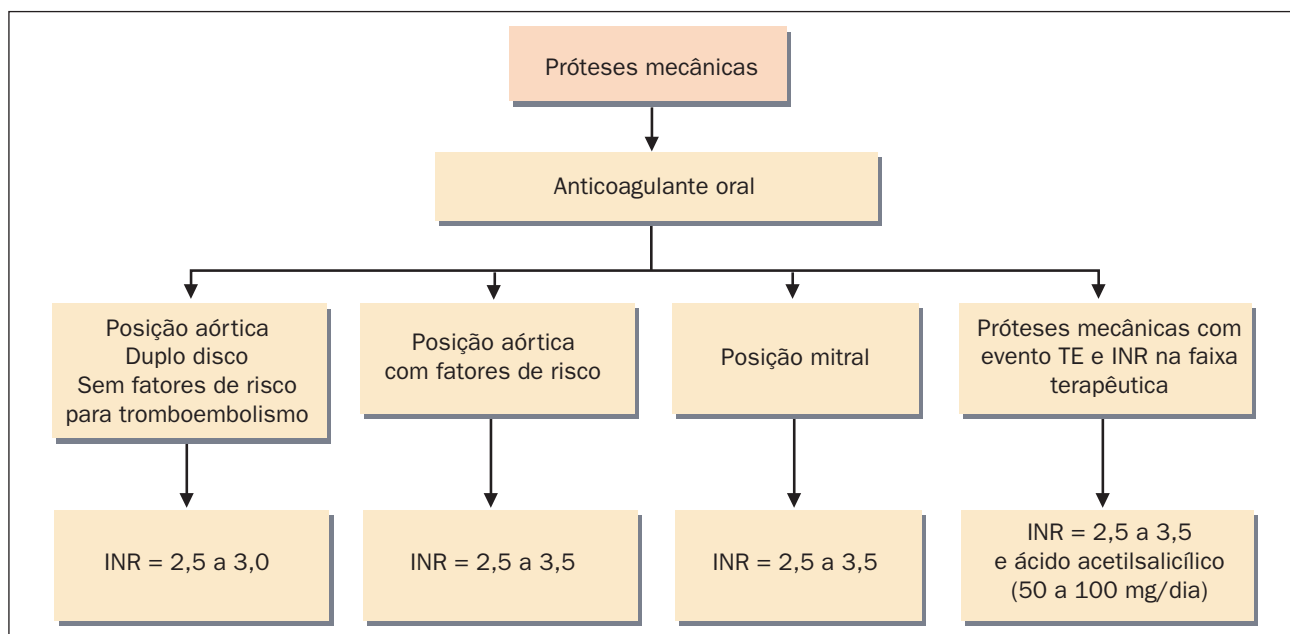 Próteses mecânicas
Anticoagulante oral
Posição aórtica
Duplo disco
Sem fatores de risco
para tromboembolismo
Posição aórtica
com fatores de risco
Posição mitral
Próteses mecânicas com
evento TE e INR na faixa
terapêutica
INR = 2,5 a 3,0
INR = 2,5 a 3,5
INR = 2,5 a 3,5
INR = 2,5 a 3,5
e ácido acetilsalicílico
(50 a 100 mg/dia)